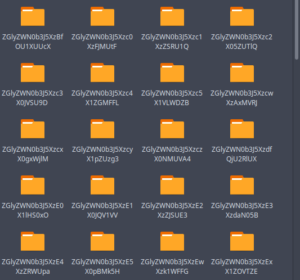 ZGlyZWN0b3J5XzBf
OU1XUUcX
ZGlyZWN0b3J5Xzc0
XzFJMUtF
ZGlyZWN0b3J5Xzc1
XzZSRU1Q
ZGlyZWN0b3J5Xzc2
X05ZUTlQ
ZGlyZWN0b3J5Xzc3
X0JVSU9D
ZGlyZWN0b3J5Xzc4
X1ZGMFFL
ZGlyZWN0b3J5Xzc5
X1VLWDZB
ZGlyZWN0b3J5Xzcw
XzAxMVRJ
ZGlyZWN0b3J5Xzcx
X0gxWjlM
ZGlyZWN0b3J5Xzcy
X1pZUzg3
ZGlyZWN0b3J5Xzcz
X0NMUVA4
ZGlyZWN0b3J5Xzdf
QjU2RlUX
ZGlyZWN0b3J5XzE0
X1lHS0xO
ZGlyZWN0b3J5XzE1
X0JQV1VV
ZGlyZWN0b3J5XzE2
XzZJSUE3
ZGlyZWN0b3J5XzE3
XzdaN05B
ZGlyZWN0b3J5XzE4
XzZRWUpa
ZGlyZWN0b3J5XzE5
X0pBMk5H
ZGlyZWN0b3J5XzEw
Xzk1WFFG
ZGlyZWN0b3J5XzEx
X1ZOVTZE